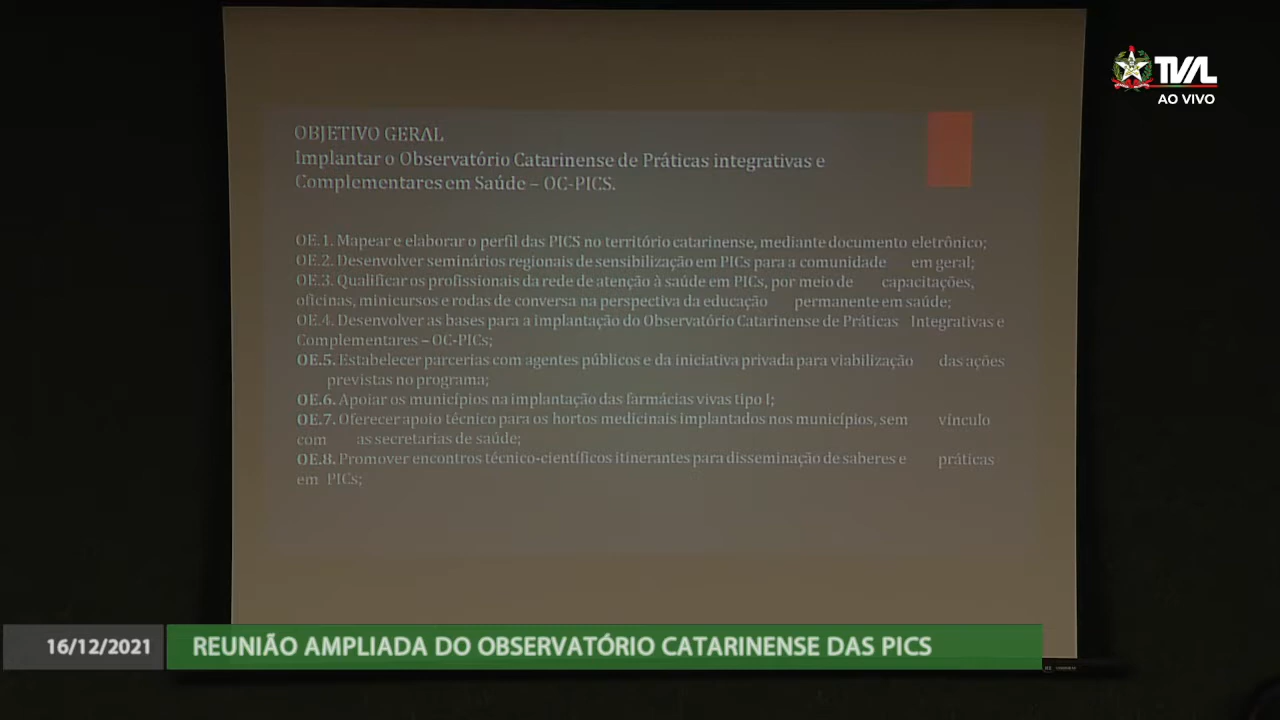 TVAL
AO VIVO
OBJETIVO GERAL
Implantar o Observatório Catarinense de Práticas integrativas e
Complementares em Saúde – OC-PICS.
OE.1. Mapear e elaborar o perfil das PICS no território catarinense, mediante documento eletrônico;
OE.2. Desenvolver seminários regionais de sensibilização em PICs para a comunidade em geral;
OE.3. Qualificar os profissionais da rede de atenção à saúde em PICs, por meio de capacitações,
oficinas, minicursos e rodas de conversa na perspectiva da educação permanente em saúde;
OE.4. Desenvolver as bases para a implantação do Observatório Catarinense de Práticas Integrativas e
Complementares – OC-PICs;
OE.5. Estabelecer parcerias com agentes públicos e da iniciativa privada para viabilização das ações
previstas no programa;
OE.6. Apoiar os municípios na implantação das farmácias vivas tipo I;
OE.7. Oferecer apoio técnico para os hortos medicinais implantados nos municípios, sem vínculo
com as secretarias de saúde;
OE.8. Promover encontros técnico-científicos itinerantes para disseminação de saberes e práticas
em PICs;
16/12/2021 REUNIÃO AMPLIADA DO OBSERVATÓRIO CATARINENSE DAS PICS